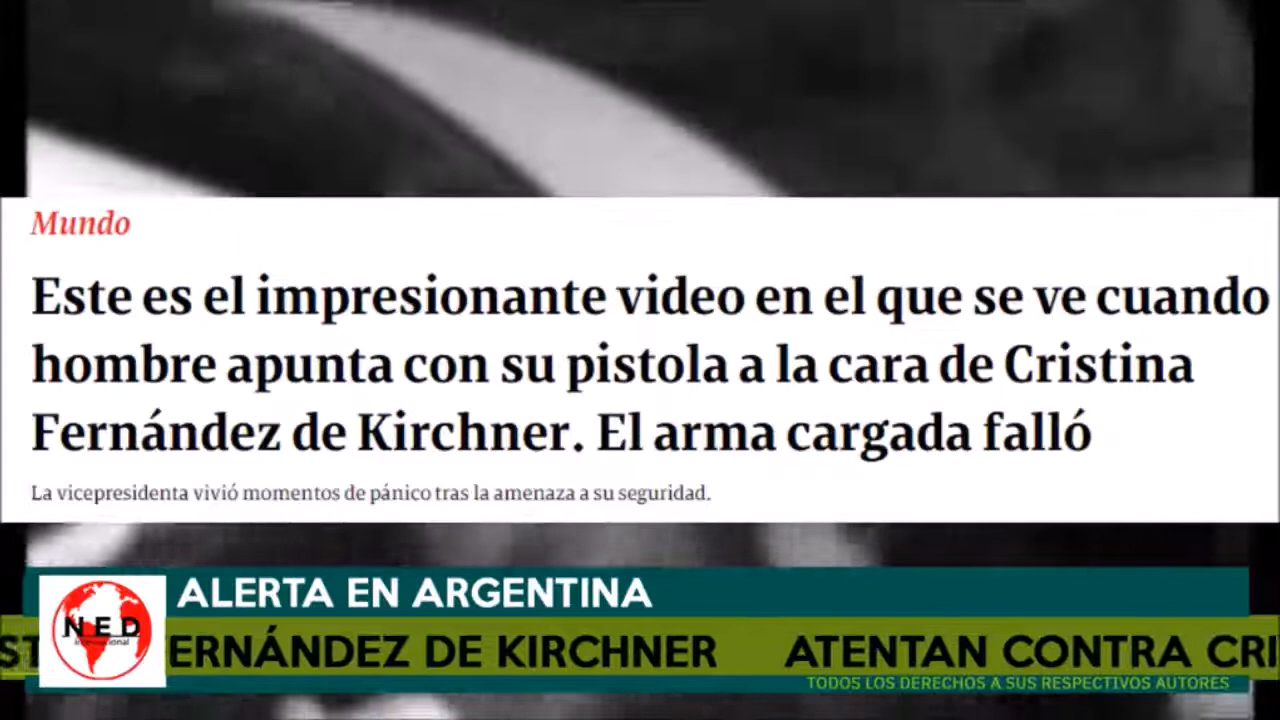 Mundo
Este es el impresionante video en el que se ve cuando
hombre apunta con su pistola a la cara de Cristina
Fernández de Kirchner. El arma cargada falló
La vicepresidenta vivió momentos de pánico tras la amenaza a su seguridad.
ALERTA EN ARGENTINA
NED
ERNÁNDEZ DE KIRCHNER ATENTAN CONTRA CRI
TODOS LOS DERECHOS A SUS RESPECTIVOS AUTORES